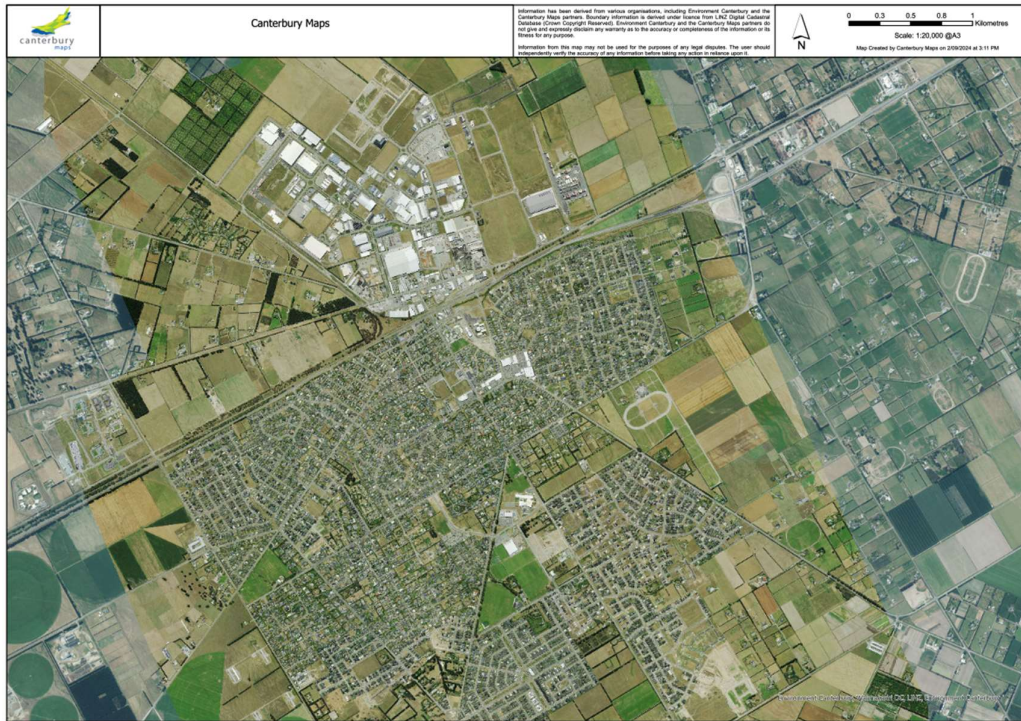 canterbury
maps
Canterbury Maps
Information has been derived from various organisations, including Environment Canterbury and the
Canterbury Maps partners. Boundary information is derived under licence from LINZ Digital Cadastral
Database (Crown Copyright Reserved). Environment Canterbury and the Canterbury Maps partners do
not give and expressly disclaim any warranty as to the accuracy or completeness of the information or its
fitness for any purpose.
Information from this map may not be used for the purposes of any legal disputes. The user should
independently verify the accuracy of any information before taking any action in reliance upon it.
N
0 0.3 0.5 0.8 1
Kilometres
Scale: 1:20,000 @A3
Map Created by Canterbury Maps on 2/09/2024 at 3:11 PM